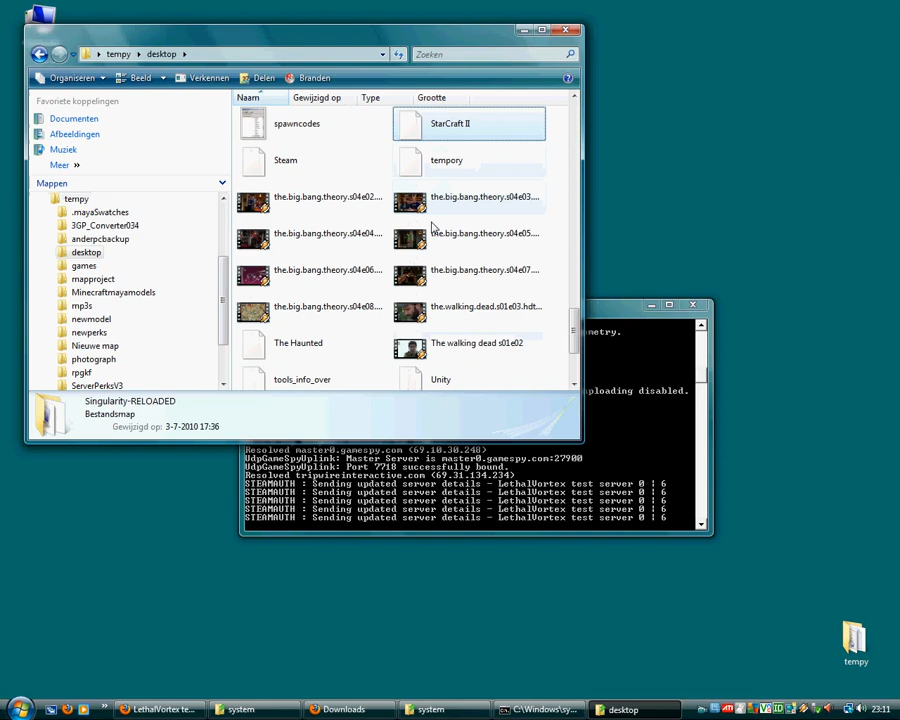 tempy ▸ desktop ▸
Zoeken
Organiseren Beeld Verkennen Delen Branden
Favoriete koppelingen
Documenten
Afbeeldingen
Muziek
Meer »
Mappen
tempy
.mayaSwatches
3GP_Converter034
anderpcbackup
desktop
games
mapproject
Minecraftmayamodels
mp3s
newmodel
newperks
Nieuwe map
photograph
rpgkf
ServerPerksV3
Naam Gewijzigd op Type Grootte
spawncodes StarCraft II
Steam tempory
the.big.bang.theory.s04e02.... the.big.bang.theory.s04e03....
the.big.bang.theory.s04e04.... the.big.bang.theory.s04e05....
the.big.bang.theory.s04e06.... the.big.bang.theory.s04e07....
the.big.bang.theory.s04e08.... the.walking.dead.s01e03.hdt...
The Haunted The walking dead s01e02
tools_info_over Unity
Singularity-RELOADED
Bestandsmap
Gewijzigd op: 3-7-2010 17:36
metry.
ploading disabled.
Resolved master0.gamespy.com (69.10.30.248)
UdpGameSpyUplink: Master Server is master0.gamespy.com:27900
UdpGameSpyUplink: Port 7718 successfully bound.
Resolved tripwireinteractive.com (69.31.134.234)
STEAMAUTH : Sending updated server details - LethalVortex test server 0 | 6
STEAMAUTH : Sending updated server details - LethalVortex test server 0 | 6
STEAMAUTH : Sending updated server details - LethalVortex test server 0 | 6
STEAMAUTH : Sending updated server details - LethalVortex test server 0 | 6
STEAMAUTH : Sending updated server details - LethalVortex test server 0 | 6
tempy
LethalVortex te... system Downloads system C:\Windows\sy... desktop 23:11